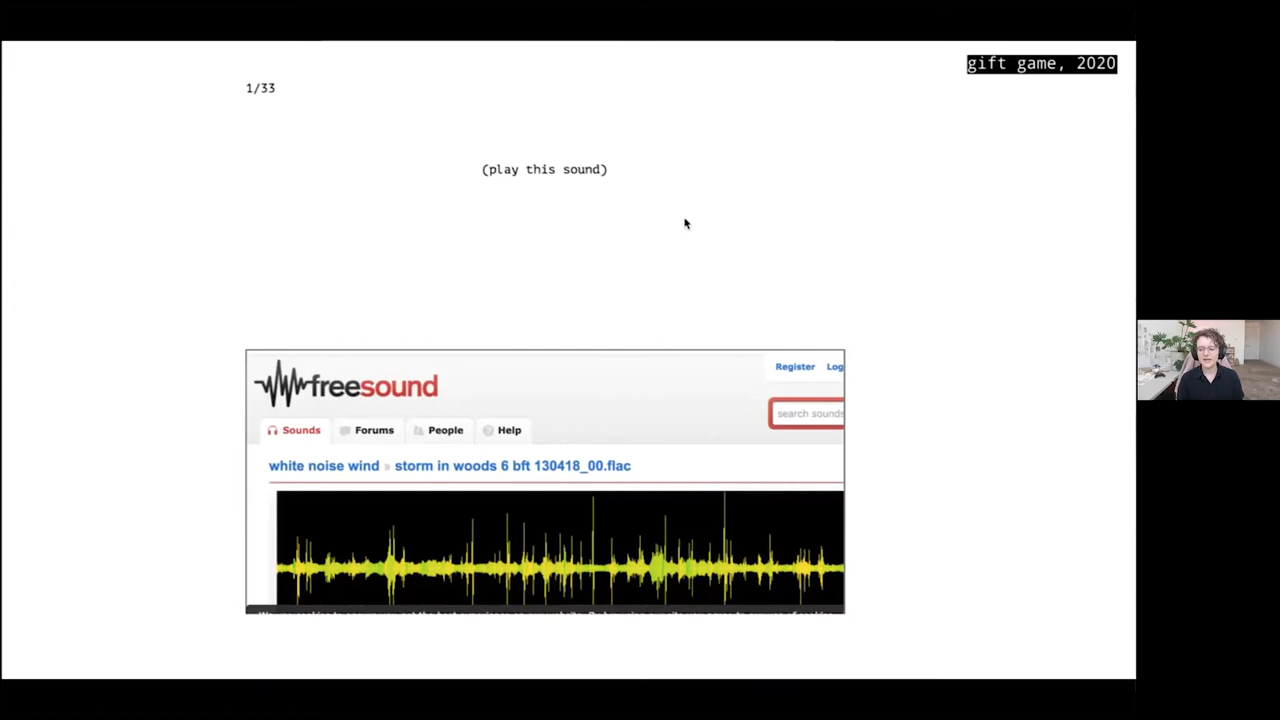 gift game, 2020
1/33
(play this sound)
freesound
Register Log
search sounds
Sounds Forums People Help
white noise wind » storm in woods 6 bft 130418_00.flac